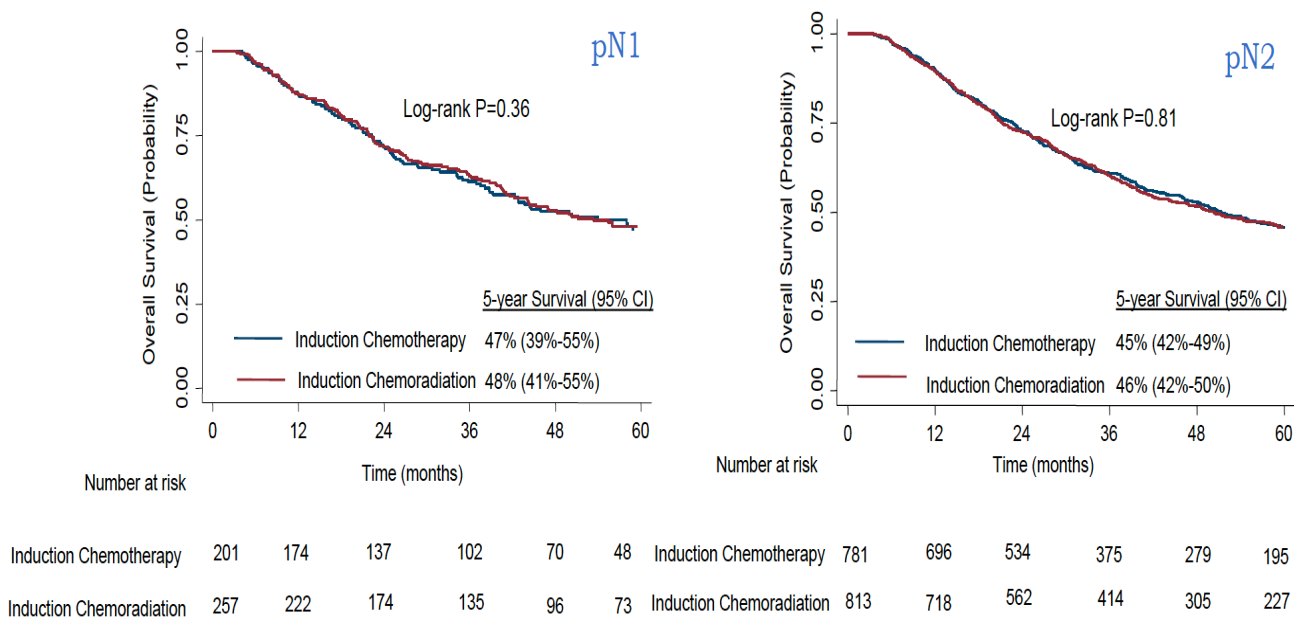 pN1
Log-rank P=0.36
Overall Survival (Probability)
1.00
0.75
0.50
0.25
0.00
5-year Survival (95% CI)
Induction Chemotherapy 47% (39%-55%)
Induction Chemoradiation 48% (41%-55%)
0 12 24 36 48 60
Time (months)
Number at risk
Induction Chemotherapy 201 174 137 102 70 48
Induction Chemoradiation 257 222 174 135 96 73
pN2
Log-rank P=0.81
Overall Survival (Probability)
1.00
0.75
0.50
0.25
0.00
5-year Survival (95% CI)
Induction Chemotherapy 45% (42%-49%)
Induction Chemoradiation 46% (42%-50%)
0 12 24 36 48 60
Time (months)
Number at risk
Induction Chemotherapy 781 696 534 375 279 195
Induction Chemoradiation 813 718 562 414 305 227